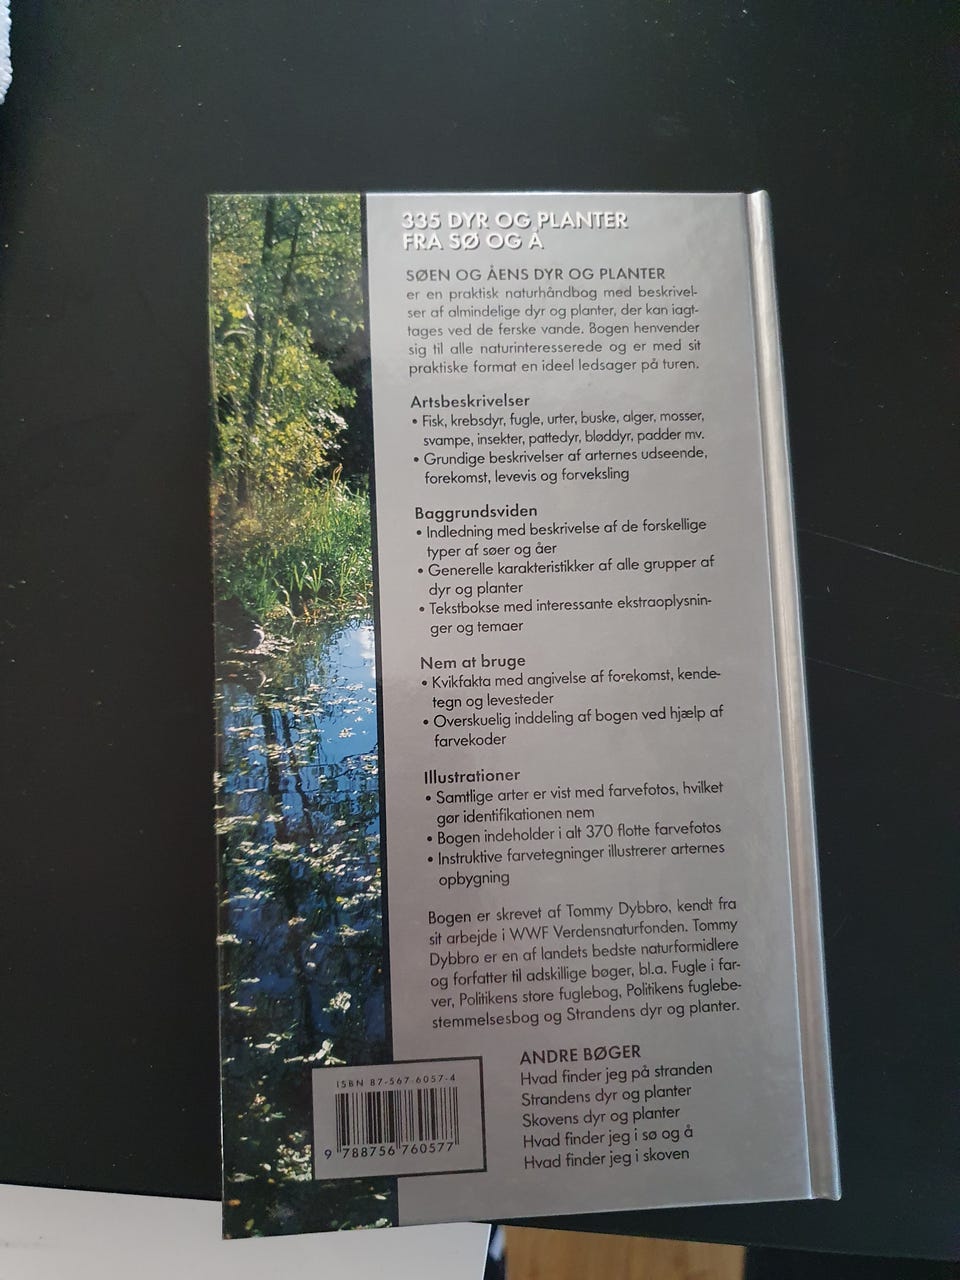 335 DYR OG PLANTER
FRA SØ OG Å
SØEN OG ÅENS DYR OG PLANTER
er en praktisk naturhåndbog med beskrivel-
ser af almindelige dyr og planter, der kan iagt-
tages ved de ferske vande. Bogen henvender
sig til alle naturinteresserede og er med sit
praktiske format en ideel ledsager på turen.
Artsbeskrivelser
• Fisk, krebsdyr, fugle, urter, buske, alger, mosser,
svampe, insekter, pattedyr, bløddyr, padder mv.
• Grundige beskrivelser af arternes udseende,
forekomst, levevis og forveksling
Baggrundsviden
• Indledning med beskrivelse af de forskellige
typer af søer og åer
• Generelle karakteristikker af alle grupper af
dyr og planter
• Tekstbokse med interessante ekstraoplysnin-
ger og temaer
Nem at bruge
• Kvikfakta med angivelse af forekomst, kende-
tegn og levesteder
• Overskuelig inddeling af bogen ved hjælp af
farvekoder
Illustrationer
• Samtlige arter er vist med farvefotos, hvilket
gør identifikationen nem
• Bogen indeholder i alt 370 flotte farvefotos
• Instruktive farvetegninger illustrerer arternes
opbygning
Bogen er skrevet af Tommy Dybbro, kendt fra
sit arbejde i WWF Verdensnaturfonden. Tommy
Dybbro er en af landets bedste naturformidlere
og forfatter til adskillige bøger, bl.a. Fugle i far-
ver, Politikens store fuglebog, Politikens fuglebe-
stemmelsesbog og Strandens dyr og planter.
ANDRE BØGER
Hvad finder jeg på stranden
Strandens dyr og planter
Skovens dyr og planter
Hvad finder jeg i sø og å
Hvad finder jeg i skoven
ISBN 87-567-6057-4
9 788756 760577